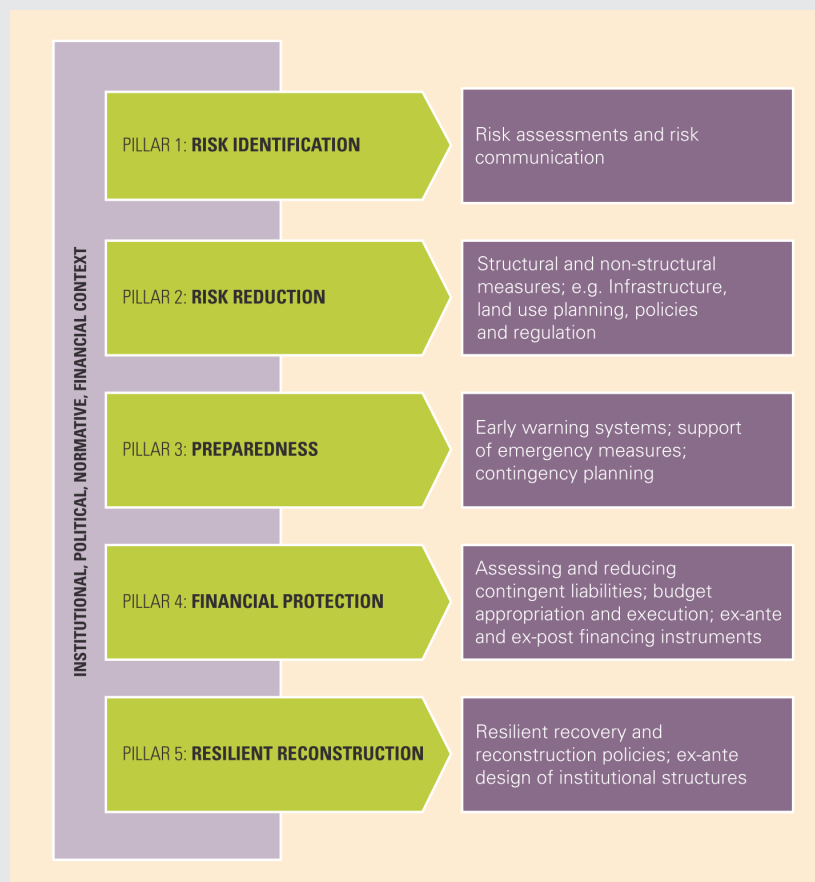 INSTITUTIONAL, POLITICAL, NORMATIVE, FINANCIAL CONTEXT
PILLAR 1: RISK IDENTIFICATION
Risk assessments and risk
communication
PILLAR 2: RISK REDUCTION
Structural and non-structural
measures; e.g. Infrastructure,
land use planning, policies
and regulation
PILLAR 3: PREPAREDNESS
Early warning systems; support
of emergency measures;
contingency planning
PILLAR 4: FINANCIAL PROTECTION
Assessing and reducing
contingent liabilities; budget
appropriation and execution; ex-ante
and ex-post financing instruments
PILLAR 5: RESILIENT RECONSTRUCTION
Resilient recovery and
reconstruction policies; ex-ante
design of institutional structures